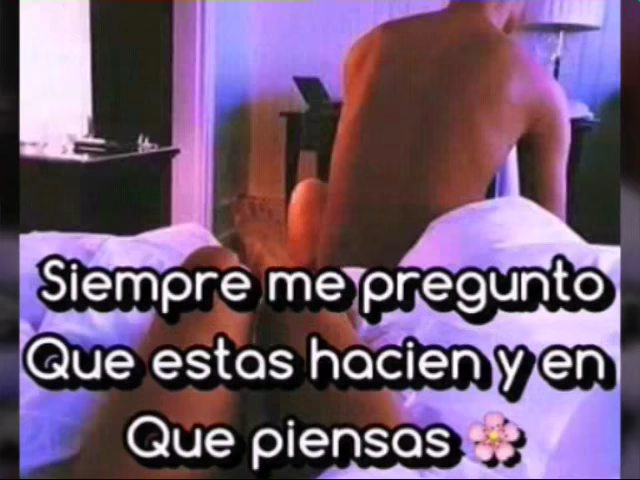 Siempre me pregunto
Que estas hacien y en
Que piensas 🌸